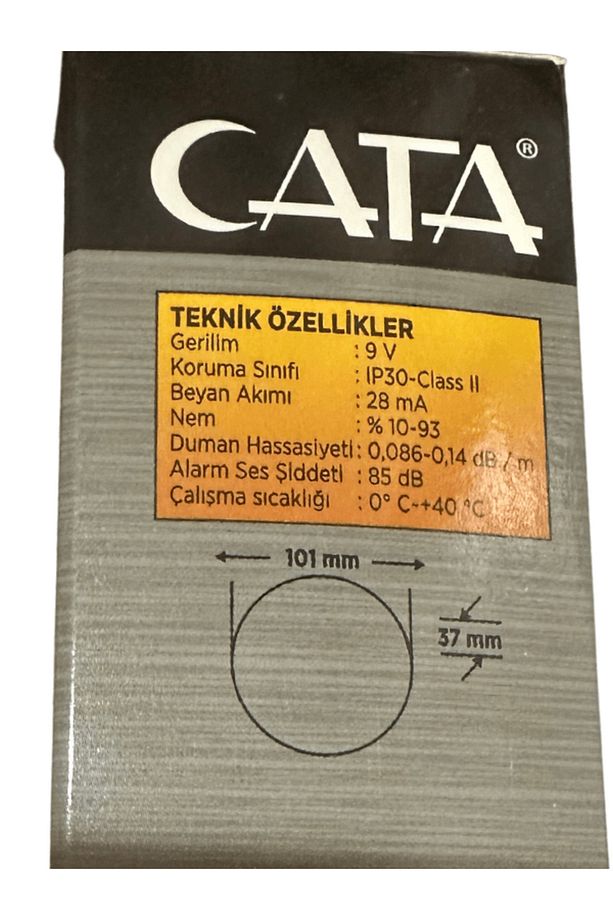 CATA®
TEKNİK ÖZELLİKLER
Gerilim : 9 V
Koruma Sınıfı : IP30-Class II
Beyan Akımı : 28 mA
Nem : % 10-93
Duman Hassasiyeti : 0,086-0,14 dB / m
Alarm Ses Şiddeti : 85 dB
Çalışma sıcaklığı : 0° C~+40 °C
101 mm
37 mm